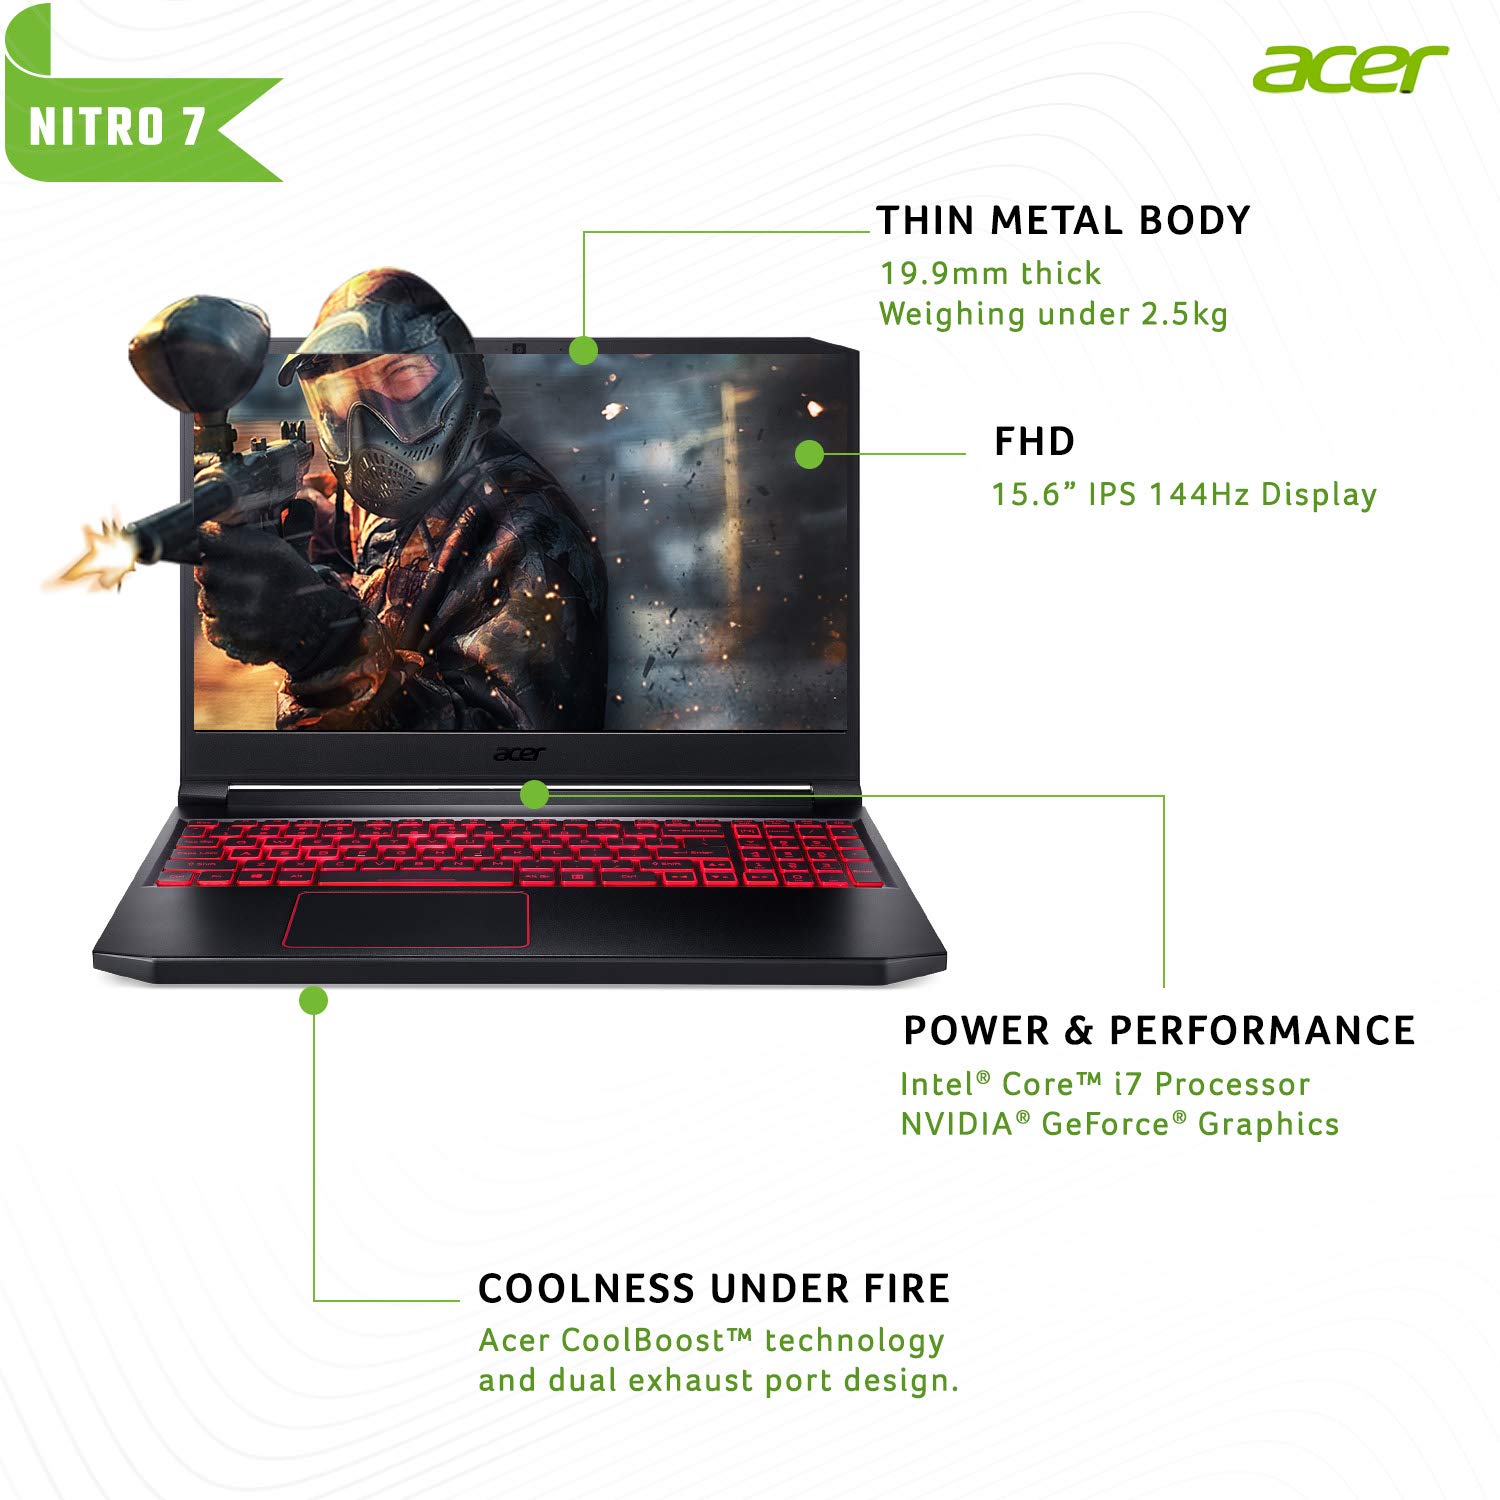 NITRO 7
acer
THIN METAL BODY
19.9mm thick
Weighing under 2.5kg
FHD
15.6” IPS 144Hz Display
acer
POWER & PERFORMANCE
Intel® Core™ i7 Processor
NVIDIA® GeForce® Graphics
COOLNESS UNDER FIRE
Acer CoolBoost™ technology
and dual exhaust port design.